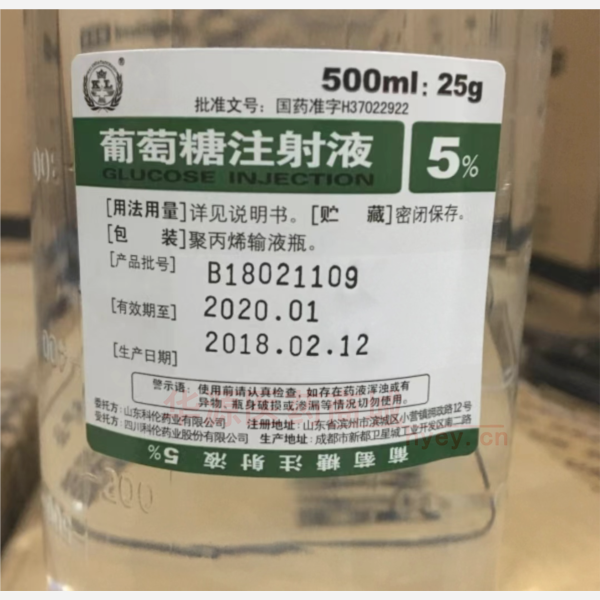 500ml: 25g
批准文号: 国药准字H37022922
葡萄糖注射液 5%
GLUCOSE INJECTION
[用法用量]详见说明书。[贮 藏]密闭保存。
[包 装]聚丙烯输液瓶。
[产品批号] B18021109
[有效期至] 2020.01
[生产日期] 2018.02.12
警示语: 使用前请认真检查, 如存在药液浑浊或有
异物、瓶身破损或渗漏等情况切勿使用。
委托方: 山东科伦药业有限公司 注册地址: 山东省滨州市滨城区小营镇拥政路12号
受托方: 四川科伦药业股份有限公司 生产地址: 成都市新都卫星城工业开发区南二路
葡萄糖注射液 5%